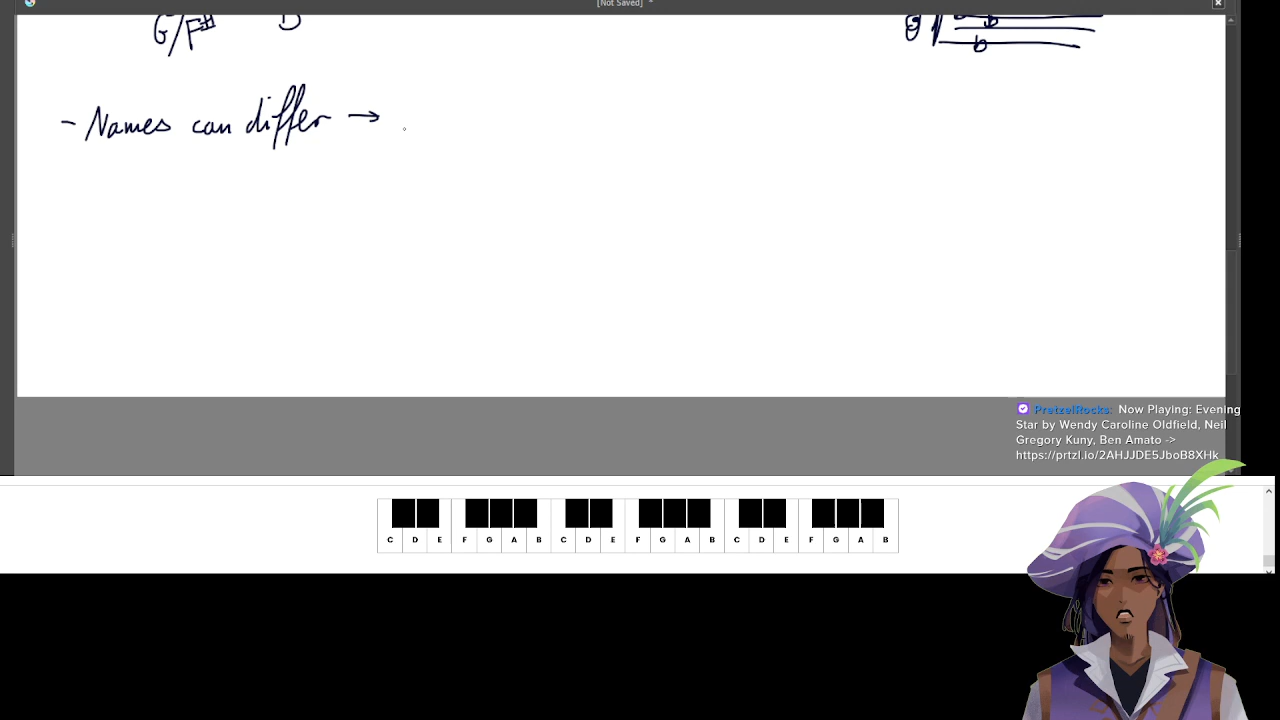 [Not Saved] *
G/F# D
b
b
- Names can differ →
PretzelRocks: Now Playing: Evening
Star by Wendy Caroline Oldfield, Neil
Gregory Kuny, Ben Amato ->
https://prtzl.io/2AHJJDE5JboB8XHk
C D E F G A B C D E F G A B C D E F G A B